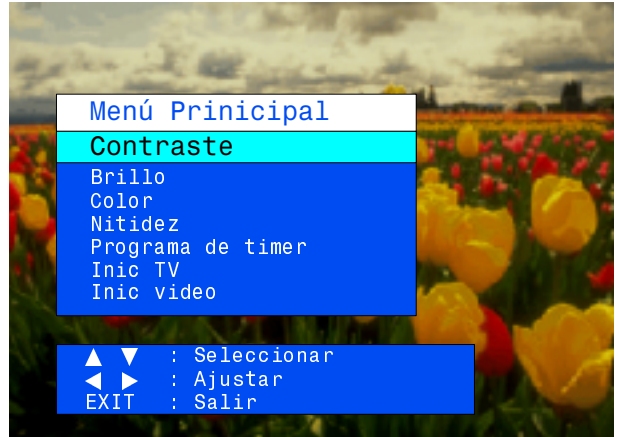 Menú Prinicipal
Contraste
Brillo
Color
Nitidez
Programa de timer
Inic TV
Inic video
▲ ▼ : Seleccionar
◀ ▶ : Ajustar
EXIT : Salir